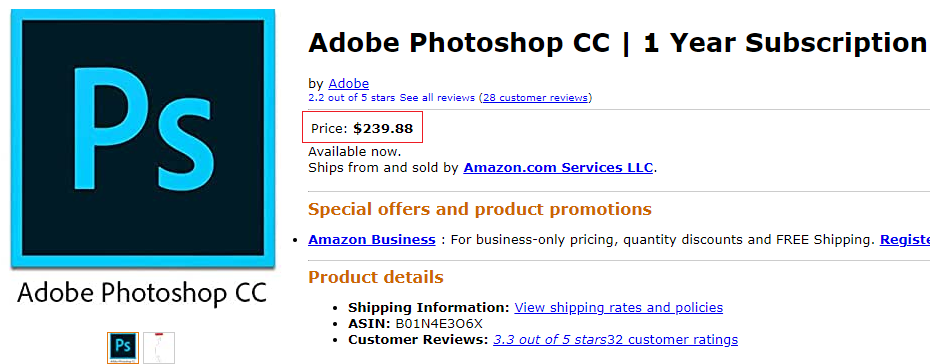 Ps
Adobe Photoshop CC
Ps
Adobe Photoshop CC | 1 Year Subscription
by Adobe
2.2 out of 5 stars See all reviews (28 customer reviews)
Price: $239.88
Available now.
Ships from and sold by Amazon.com Services LLC.
Special offers and product promotions
• Amazon Business : For business-only pricing, quantity discounts and FREE Shipping. Registe
Product details
• Shipping Information: View shipping rates and policies
• ASIN: B01N4E3O6X
• Customer Reviews: 3.3 out of 5 stars32 customer ratings